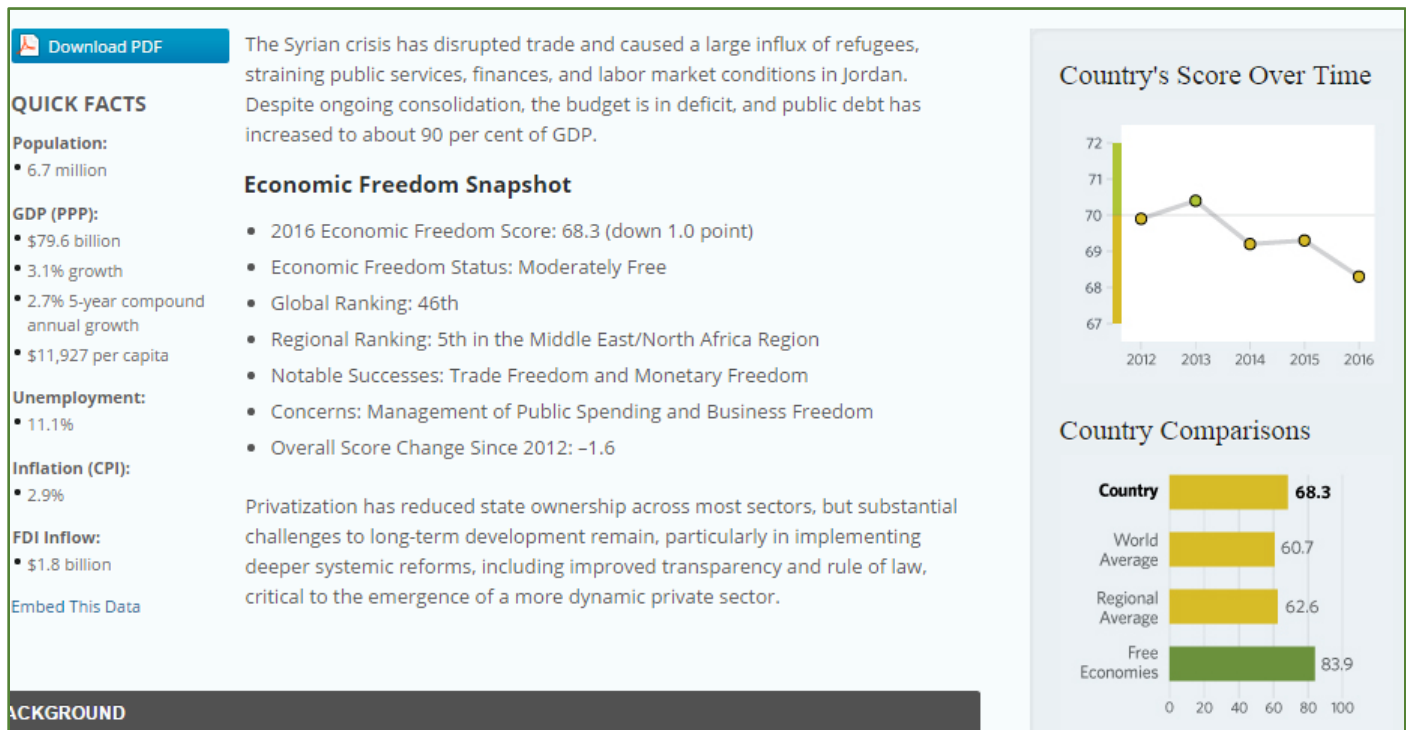 Download PDF
QUICK FACTS
Population:
• 6.7 million
GDP (PPP):
• $79.6 billion
• 3.1% growth
• 2.7% 5-year compound
annual growth
• $11,927 per capita
Unemployment:
• 11.1%
Inflation (CPI):
• 2.9%
FDI Inflow:
• $1.8 billion
Embed This Data
The Syrian crisis has disrupted trade and caused a large influx of refugees,
straining public services, finances, and labor market conditions in Jordan.
Despite ongoing consolidation, the budget is in deficit, and public debt has
increased to about 90 per cent of GDP.
Economic Freedom Snapshot
• 2016 Economic Freedom Score: 68.3 (down 1.0 point)
• Economic Freedom Status: Moderately Free
• Global Ranking: 46th
• Regional Ranking: 5th in the Middle East/North Africa Region
• Notable Successes: Trade Freedom and Monetary Freedom
• Concerns: Management of Public Spending and Business Freedom
• Overall Score Change Since 2012: –1.6
Privatization has reduced state ownership across most sectors, but substantial
challenges to long-term development remain, particularly in implementing
deeper systemic reforms, including improved transparency and rule of law,
critical to the emergence of a more dynamic private sector.
ACKGROUND
Country's Score Over Time
72
71
70
69
68
67
2012 2013 2014 2015 2016
Country Comparisons
Country 68.3
World
Average 60.7
Regional
Average 62.6
Free
Economies 83.9
0 20 40 60 80 100